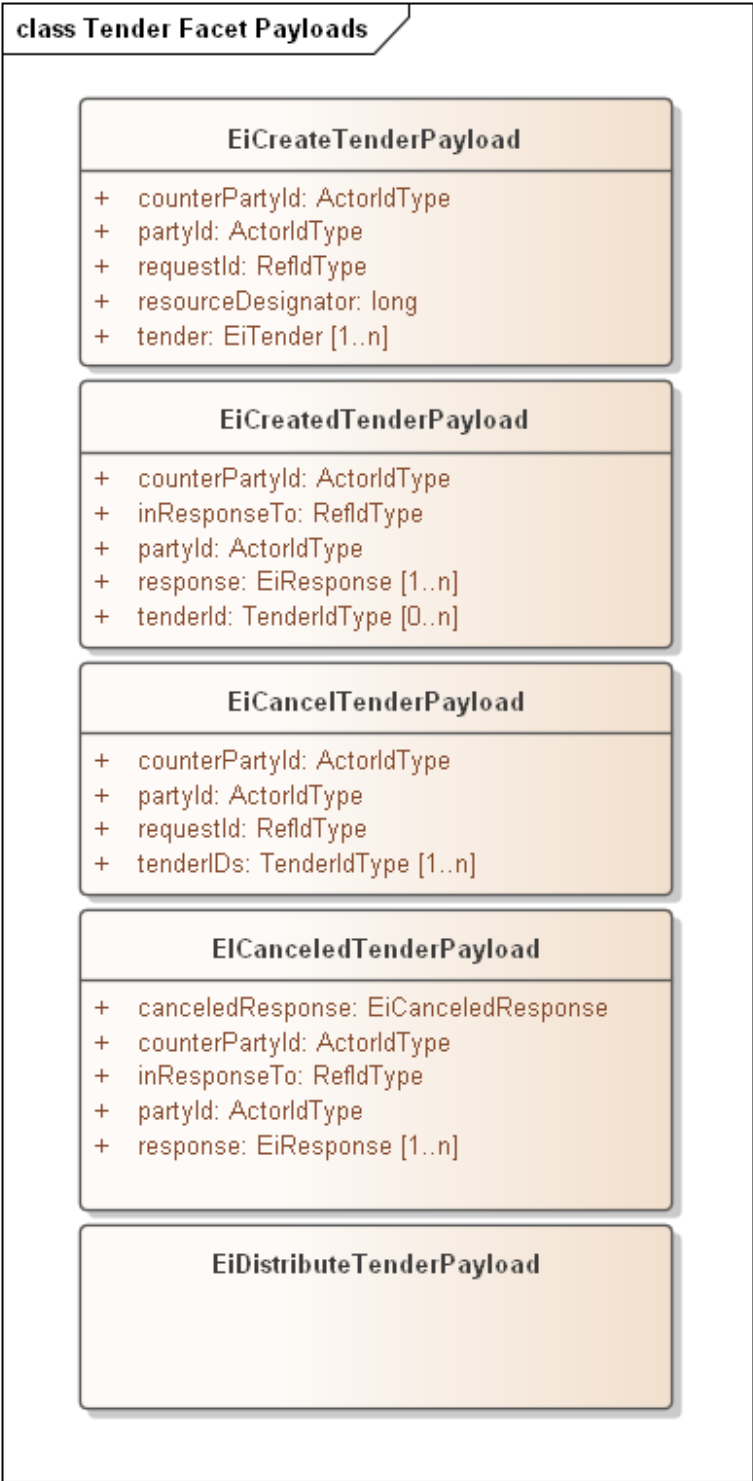 class Tender Facet Payloads
EiCreateTenderPayload
+ counterPartyId: ActorIdType
+ partyId: ActorIdType
+ requestId: RefIdType
+ resourceDesignator: long
+ tender: EiTender [1..n]
EiCreatedTenderPayload
+ counterPartyId: ActorIdType
+ inResponseTo: RefIdType
+ partyId: ActorIdType
+ response: EiResponse [1..n]
+ tenderId: TenderIdType [0..n]
EiCancelTenderPayload
+ counterPartyId: ActorIdType
+ partyId: ActorIdType
+ requestId: RefIdType
+ tenderIDs: TenderIdType [1..n]
EICanceledTenderPayload
+ canceledResponse: EiCanceledResponse
+ counterPartyId: ActorIdType
+ inResponseTo: RefIdType
+ partyId: ActorIdType
+ response: EiResponse [1..n]
EiDistributeTenderPayload